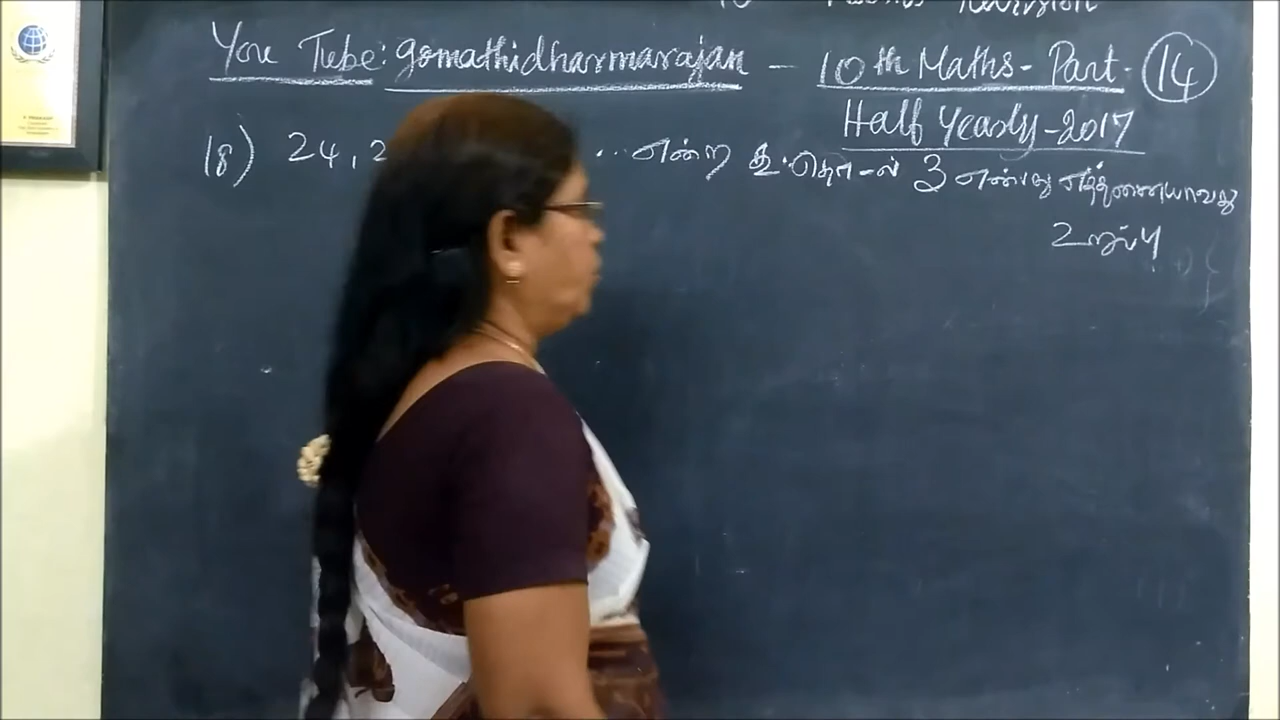 You Tube: gomathidharmarajan - 10th Maths - Part - 14
Half Yearly - 2017
18) 24, 2 ... என்ற கூ.தொ-ல் 3 என்பது எத்தனையாவது
உறுப்பு